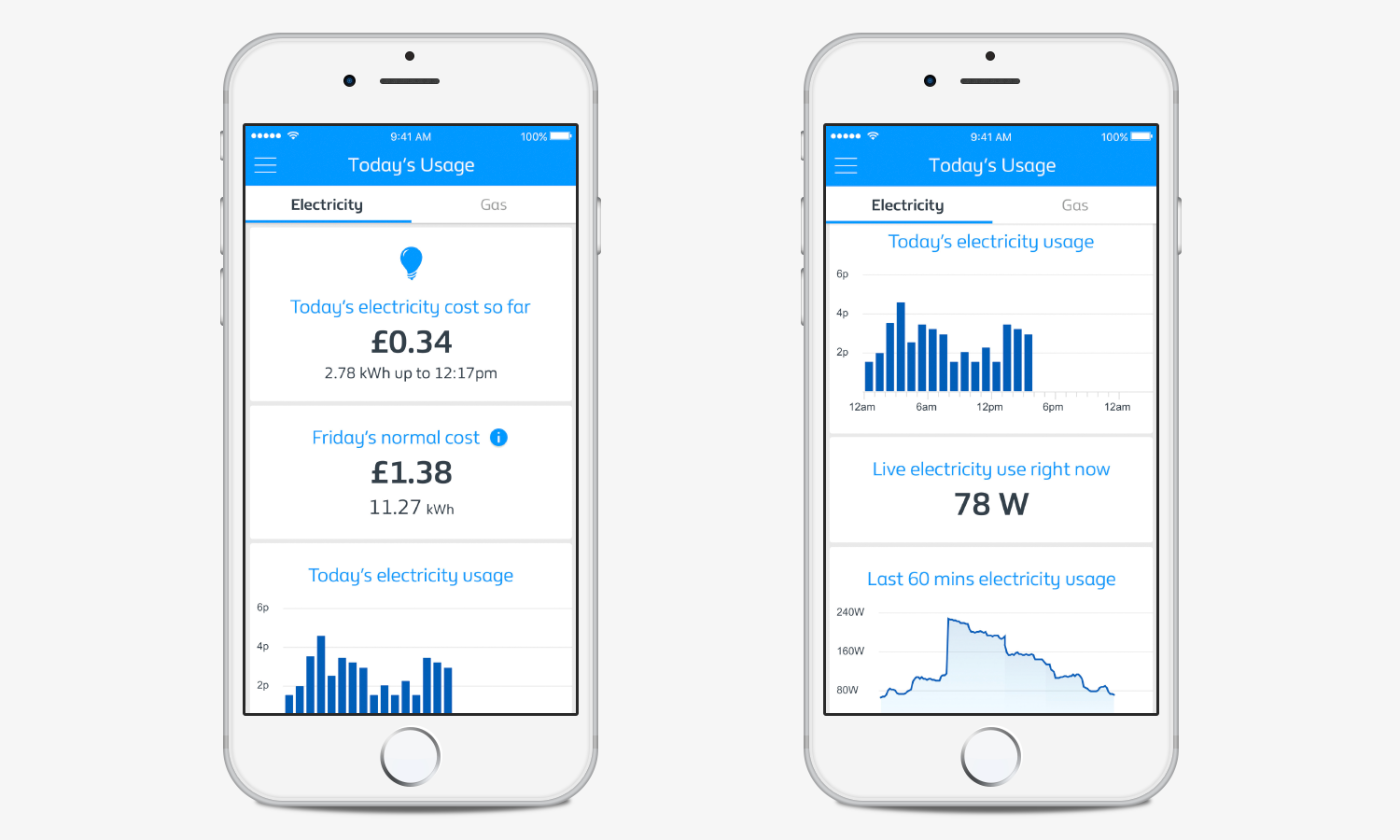 9:41 AM
100%
Today's Usage
Electricity
Gas
Today's electricity cost so far
£0.34
2.78 kWh up to 12:17pm
Friday's normal cost
i
£1.38
11.27 kWh
Today's electricity usage
6p
4p
2p
9:41 AM
100%
Today's Usage
Electricity
Gas
Today's electricity usage
6p
4p
2p
12am
6am
12pm
6pm
12am
Live electricity use right now
78 W
Last 60 mins electricity usage
240W
160W
80W